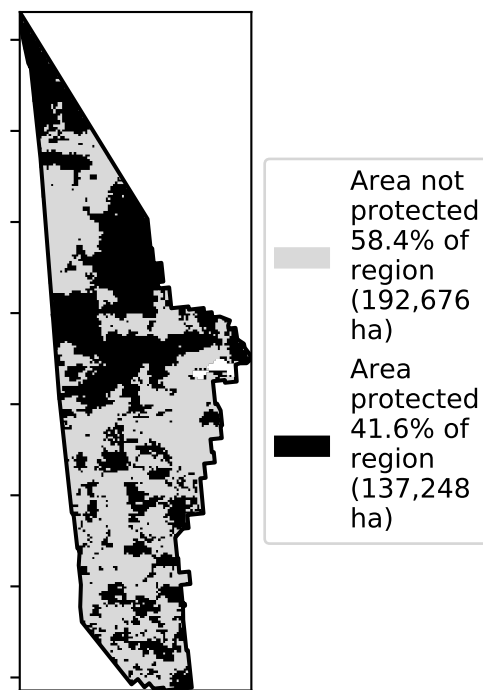 Area not
protected
58.4% of
region
(192,676
ha)
Area
protected
41.6% of
region
(137,248
ha)